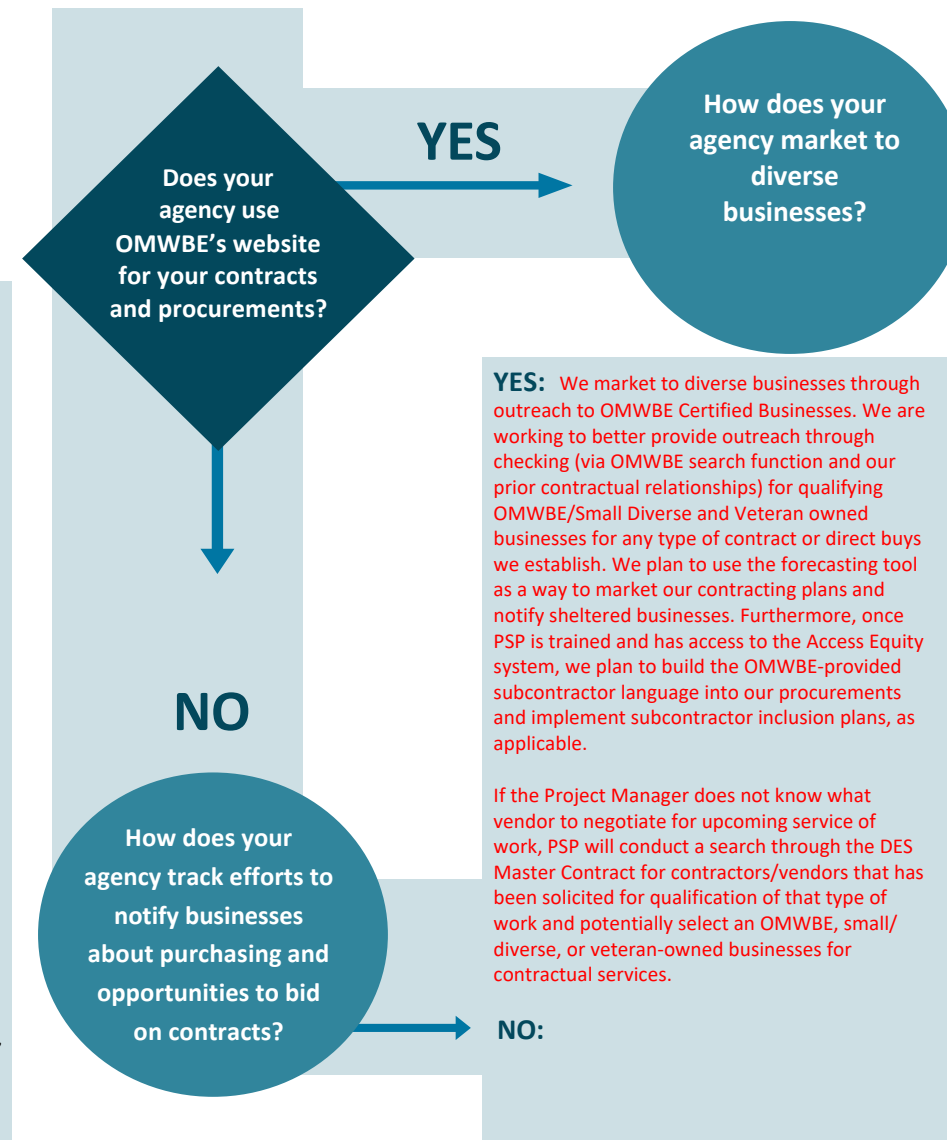 Does your
agency use
OMWBE’s website
for your contracts
and procurements?
YES
How does your
agency market to
diverse
businesses?
YES: We market to diverse businesses through
outreach to OMWBE Certified Businesses. We are
working to better provide outreach through
checking (via OMWBE search function and our
prior contractual relationships) for qualifying
OMWBE/Small Diverse and Veteran owned
businesses for any type of contract or direct buys
we establish. We plan to use the forecasting tool
as a way to market our contracting plans and
notify sheltered businesses. Furthermore, once
PSP is trained and has access to the Access Equity
system, we plan to build the OMWBE-provided
subcontractor language into our procurements
and implement subcontractor inclusion plans, as
applicable.
If the Project Manager does not know what
vendor to negotiate for upcoming service of
work, PSP will conduct a search through the DES
Master Contract for contractors/vendors that has
been solicited for qualification of that type of
work and potentially select an OMWBE, small/
diverse, or veteran-owned businesses for
contractual services.
NO
How does your
agency track efforts to
notify businesses
about purchasing and
opportunities to bid
on contracts?
NO: